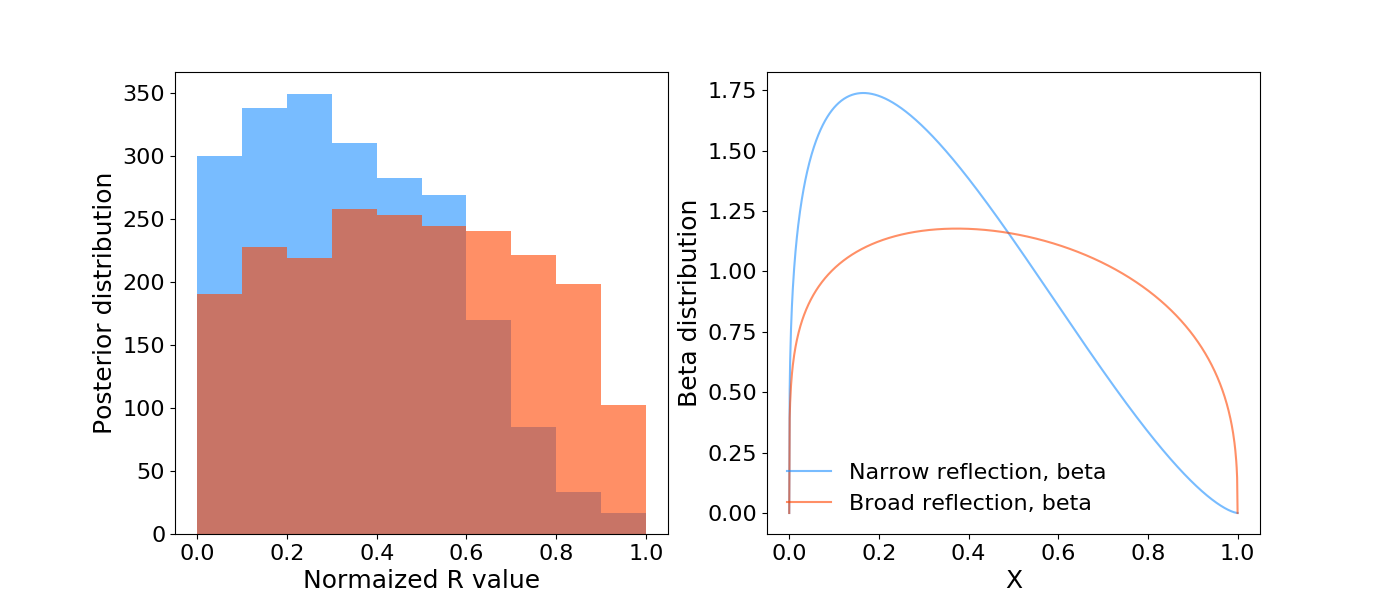 Posterior distribution
350
300
250
200
150
100
50
0
0.0 0.2 0.4 0.6 0.8 1.0
Normaized R value
Beta distribution
1.75
1.50
1.25
1.00
0.75
0.50
0.25
0.00
Narrow reflection, beta
Broad reflection, beta
0.0 0.2 0.4 0.6 0.8 1.0
X